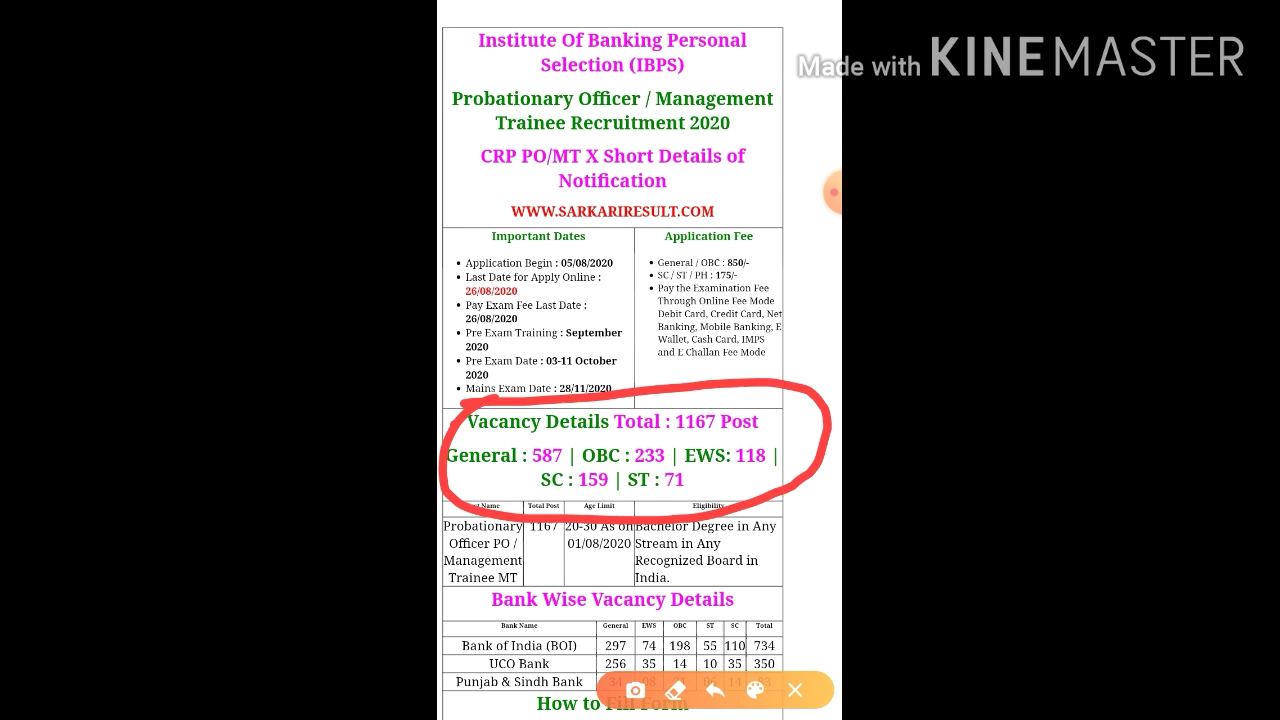 Made with KINEMASTER
Institute Of Banking Personal
Selection (IBPS)
Probationary Officer / Management
Trainee Recruitment 2020
CRP PO/MT X Short Details of
Notification
WWW.SARKARIRESULT.COM
Important Dates
Application Begin : 05/08/2020
Last Date for Apply Online :
26/08/2020
Pay Exam Fee Last Date :
26/08/2020
Pre Exam Training : September
2020
Pre Exam Date : 03-11 October
2020
Mains Exam Date : 28/11/2020
Application Fee
General / OBC : 850/-
SC / ST / PH : 175/-
Pay the Examination Fee
Through Online Fee Mode
Debit Card, Credit Card, Net
Banking, Mobile Banking, E
Wallet, Cash Card, IMPS
and E Challan Fee Mode
Vacancy Details Total : 1167 Post
General : 587 | OBC : 233 | EWS: 118 |
SC : 159 | ST : 71
Name Total Post Age Limit Eligibility
Probationary 1167 20-30 As on Bachelor Degree in Any
Officer PO / 01/08/2020 Stream in Any
Management Recognized Board in
Trainee MT India.
Bank Wise Vacancy Details
Bank Name General EWS OBC ST SC Total
Bank of India (BOI) 297 74 198 55 110 734
UCO Bank 256 35 14 10 35 350
Punjab & Sindh Bank
How to Fill Form